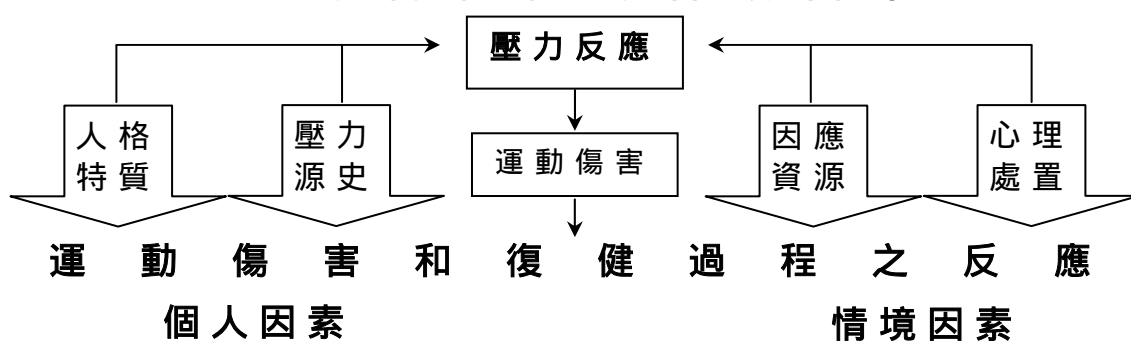 壓力反應
人格
特質
壓力
源史
運動傷害
因應
資源
心理
處置
運動傷害和復健過程之反應
個人因素
情境因素